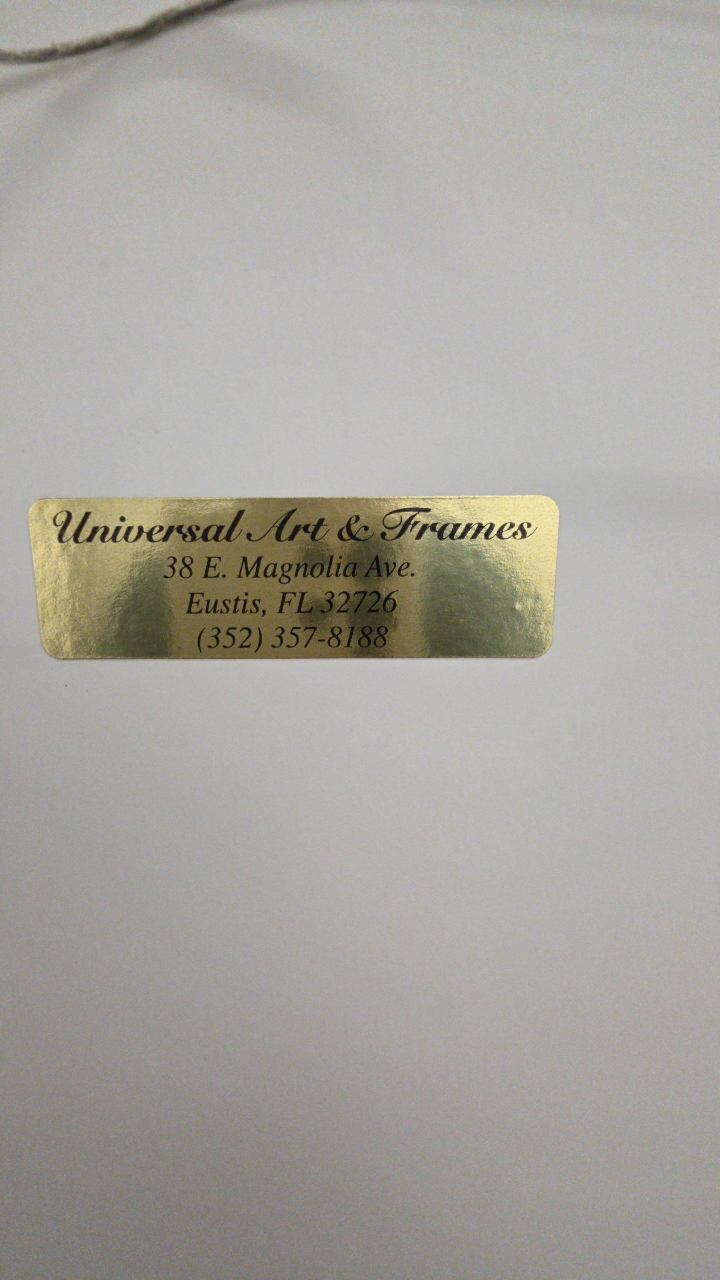 Universal Art & Frames
38 E. Magnolia Ave.
Eustis, FL 32726
(352) 357-8188